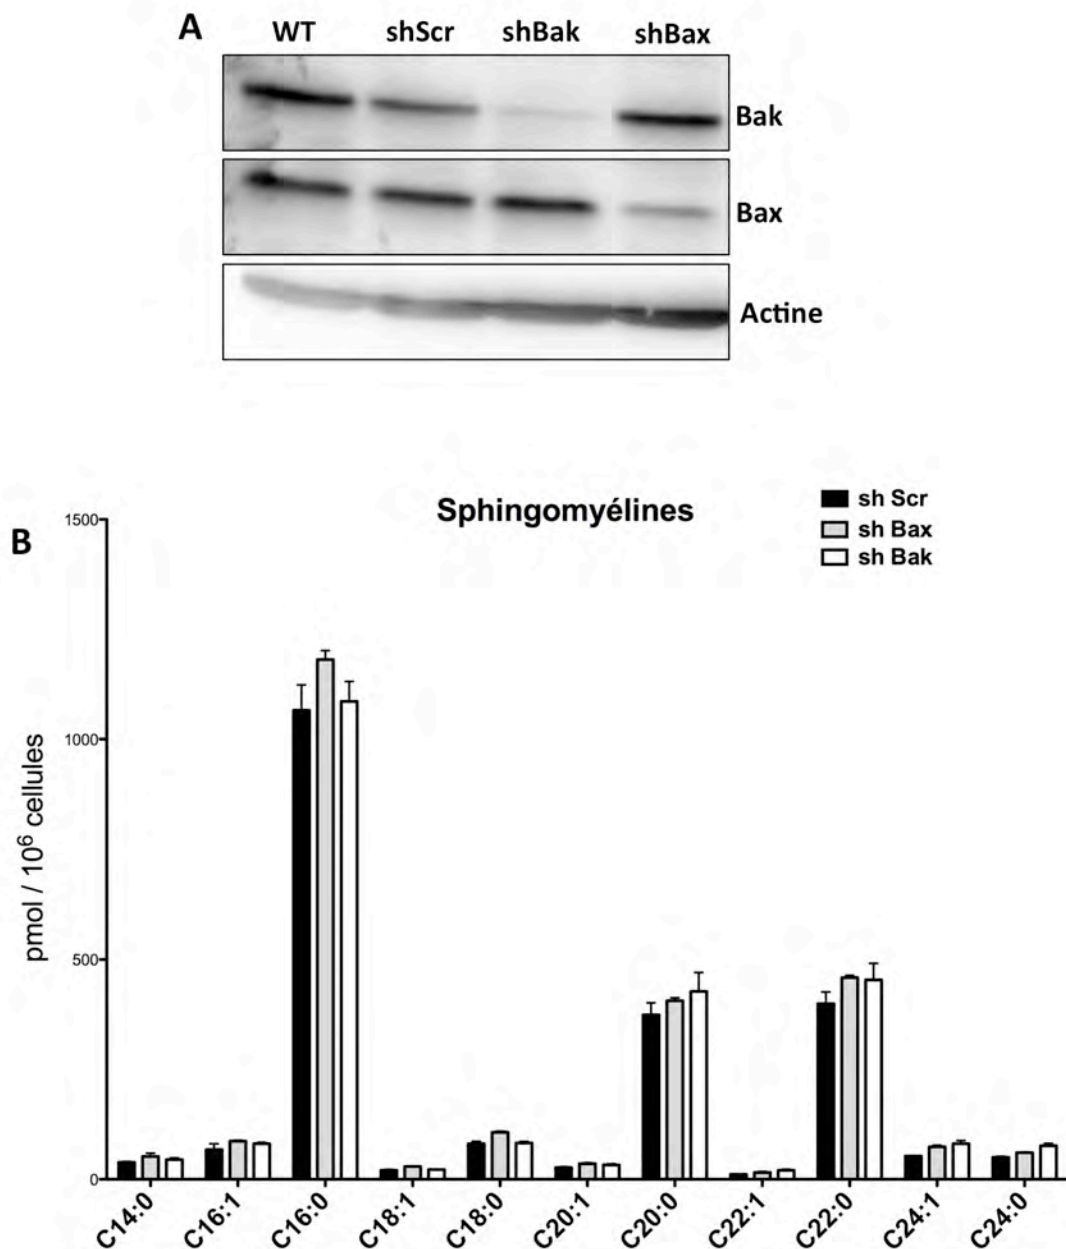 A
WT shScr shBak shBax
Bak
Bax
Actine
B
Sphingomyélines
sh Scr
sh Bax
sh Bak
pmol / 10⁶ cellules
1500
1000
500
0
C14:0 C16:1 C16:0 C18:1 C18:0 C20:1 C20:0 C22:1 C22:0 C24:1 C24:0